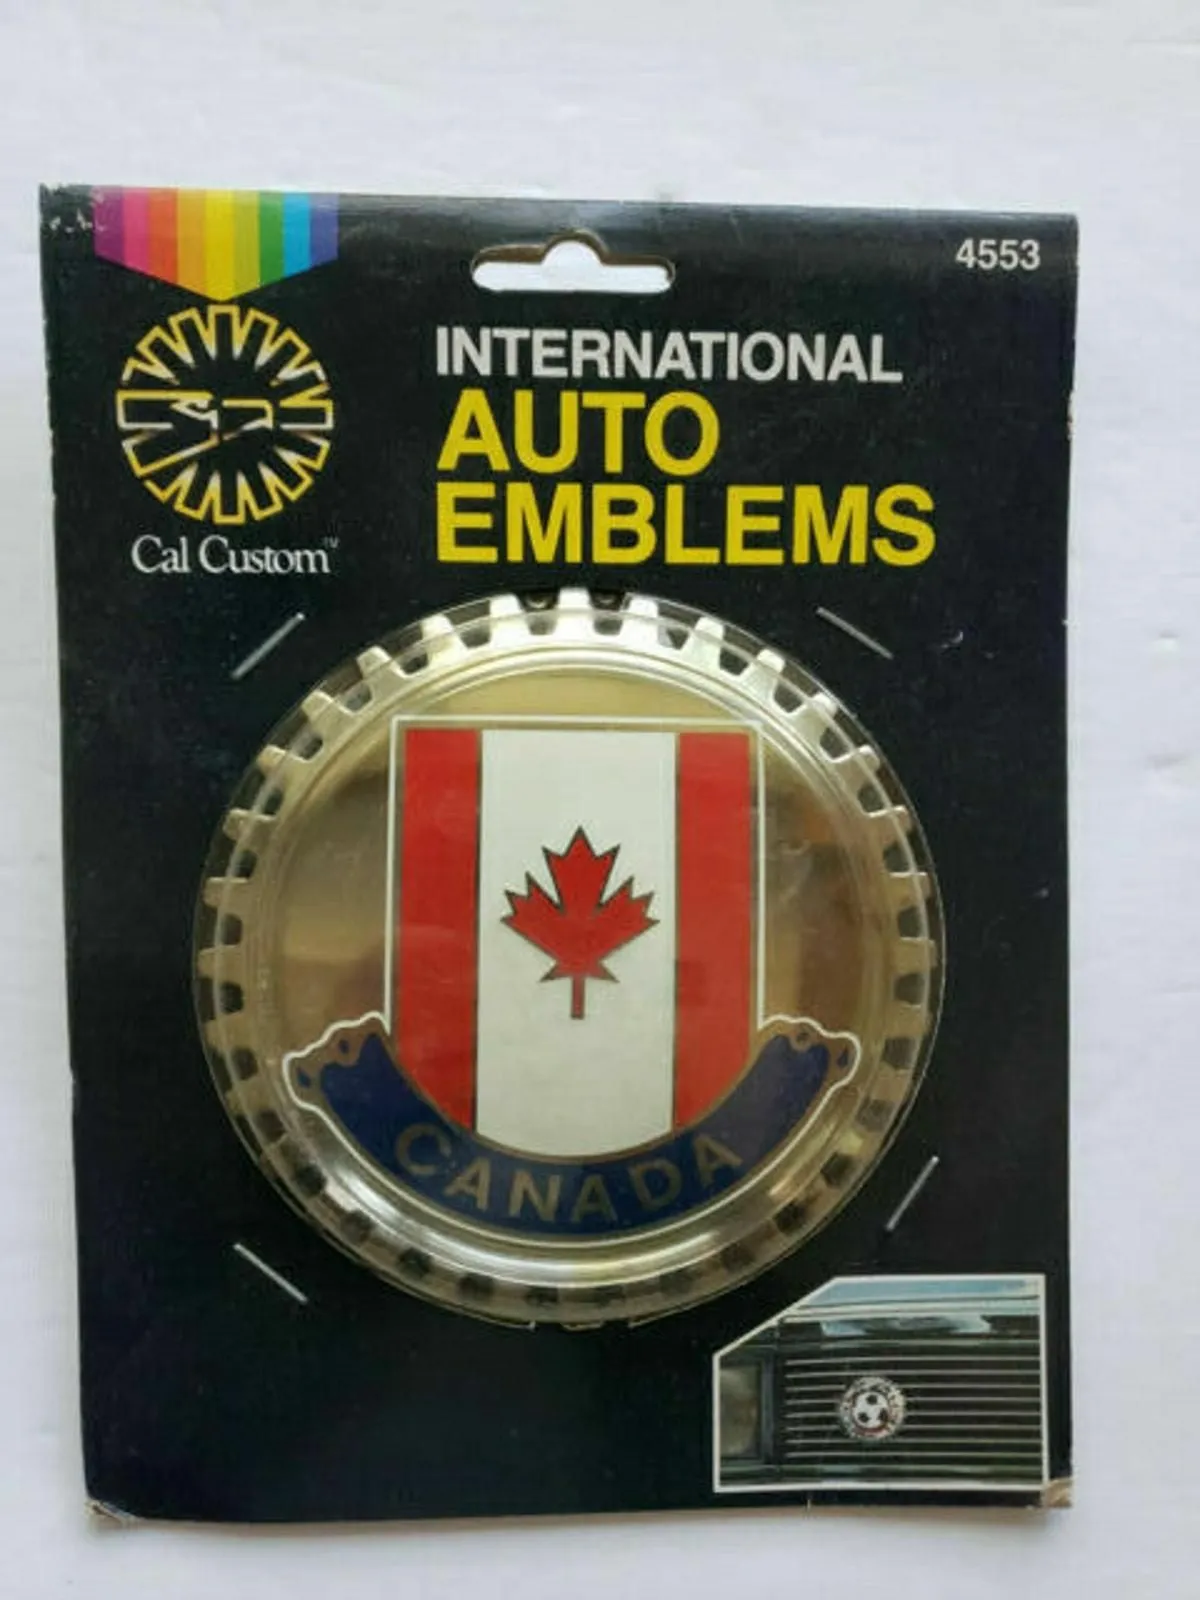 4553
INTERNATIONAL
AUTO
EMBLEMS
Cal Custom™
CANADA